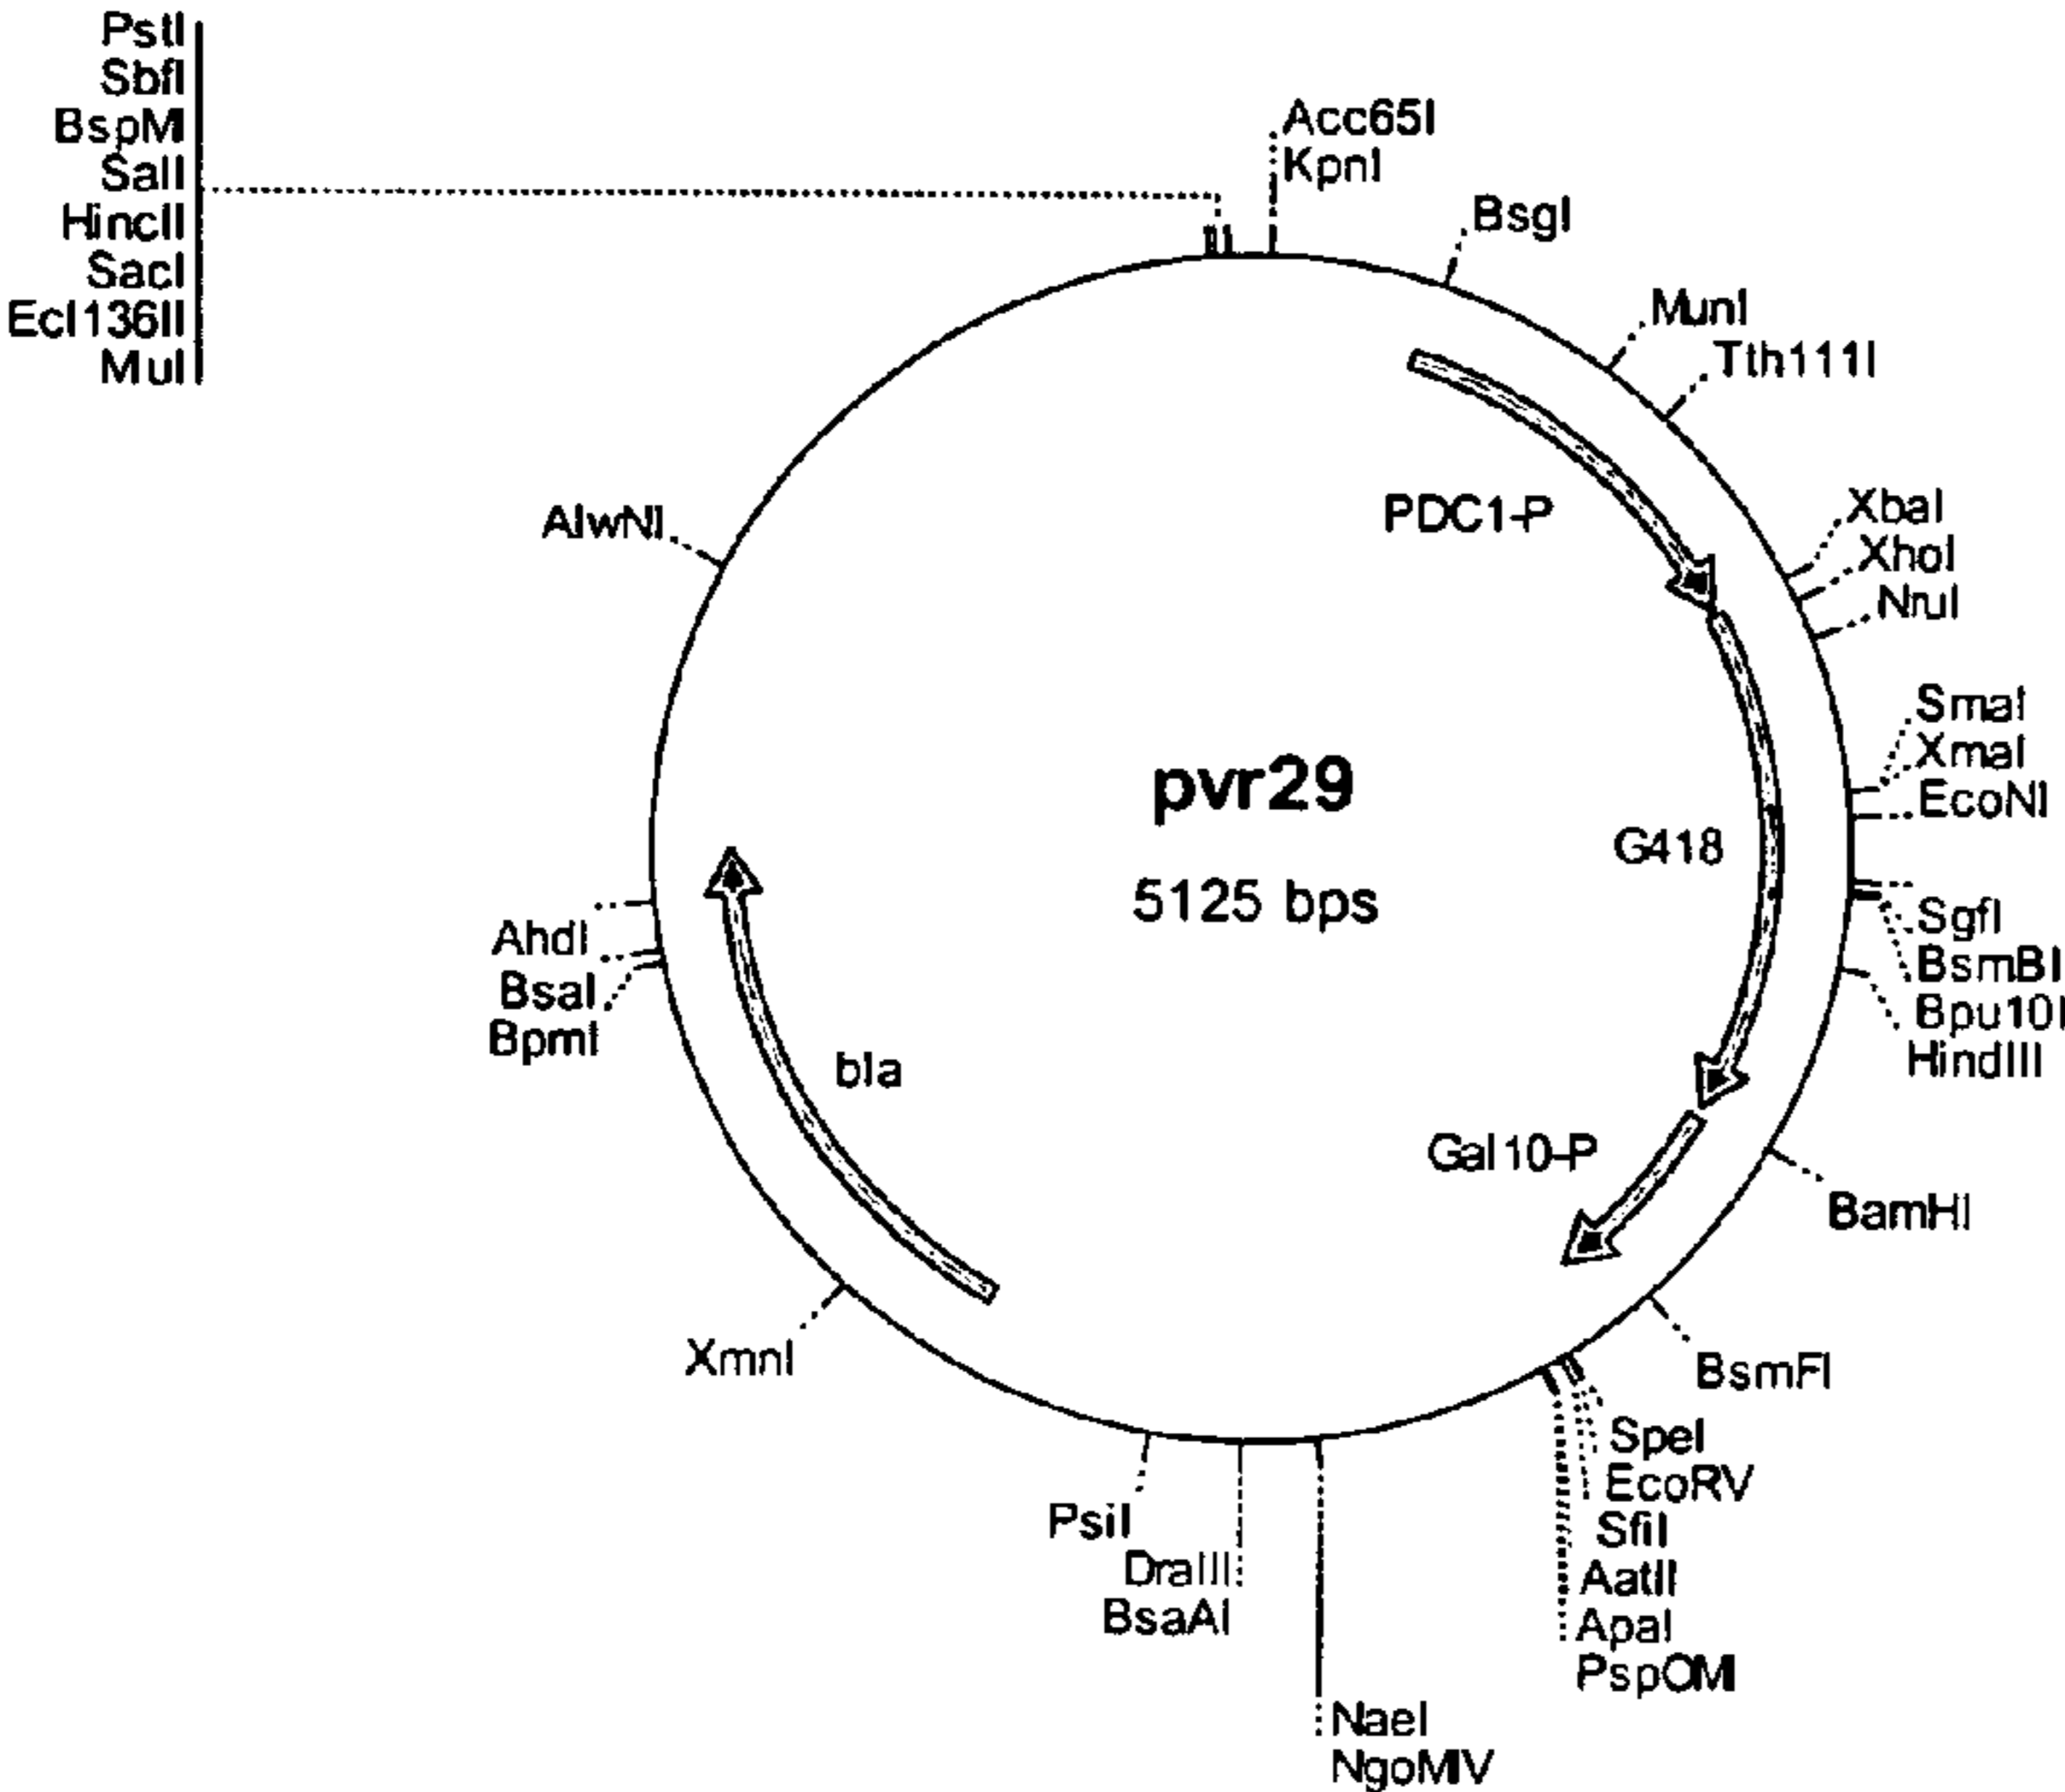 PstI
SbfI
BspMI
SalI
HincII
SacI
Ecl136II
MluI
Acc65I
KpnI
BsgI
MunI
Tth111I
XbaI
XhoI
NruI
SmaI
XmaI
EcoNI
SgfI
BsmBI
Bpu10I
HindIII
BamHI
BsmFI
SpeI
EcoRV
SfiI
AatII
ApaI
PspOMI
NaeI
NgoMIV
DraIII
BsaAI
PsiI
XmnI
BpmI
BsaI
AhdI
AlwNI
PDC1-P
G418
Gal10-P
bla
pvr29
5125 bps